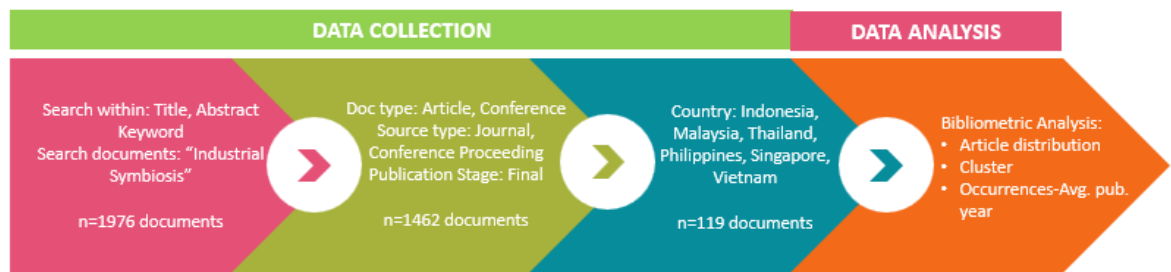 DATA COLLECTION
DATA ANALYSIS
Search within: Title, Abstract
Keyword
Search documents: “Industrial
Symbiosis”
n=1976 documents
Doc type: Article, Conference
Source type: Journal,
Conference Proceeding
Publication Stage: Final
n=1462 documents
Country: Indonesia,
Malaysia, Thailand,
Philippines, Singapore,
Vietnam
n=119 documents
Bibliometric Analysis:
• Article distribution
• Cluster
• Occurrences-Avg. pub.
year